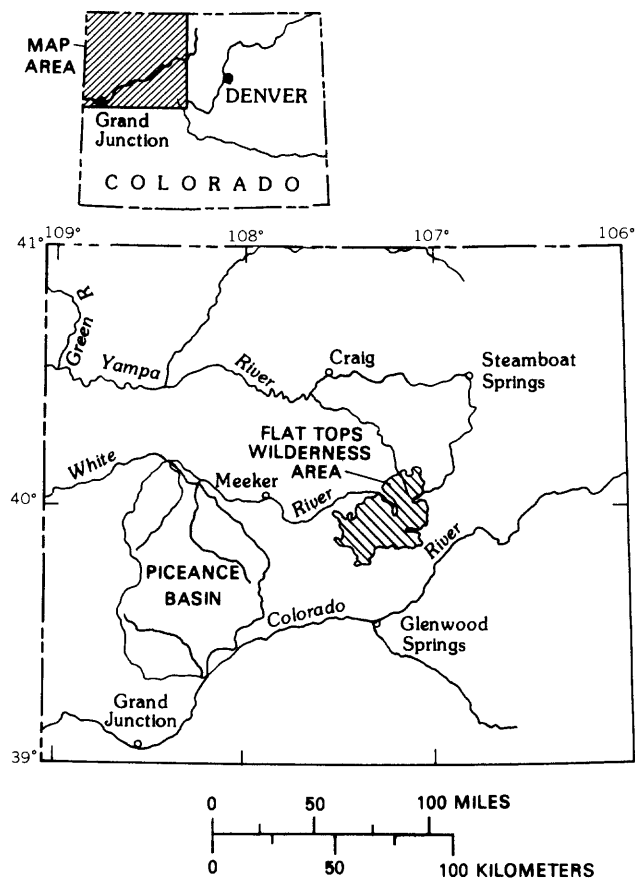 MAP
AREA
DENVER
Grand
Junction
COLORADO
109°
108°
107°
106°
41°
Green R
Yampa
River
Craig
Steamboat
Springs
FLAT TOPS
WILDERNESS
AREA
White
Meeker
River
40°
River
PICEANCE
BASIN
Colorado
Glenwood
Springs
Grand
Junction
39°
0 50 100 MILES
0 50 100 KILOMETERS